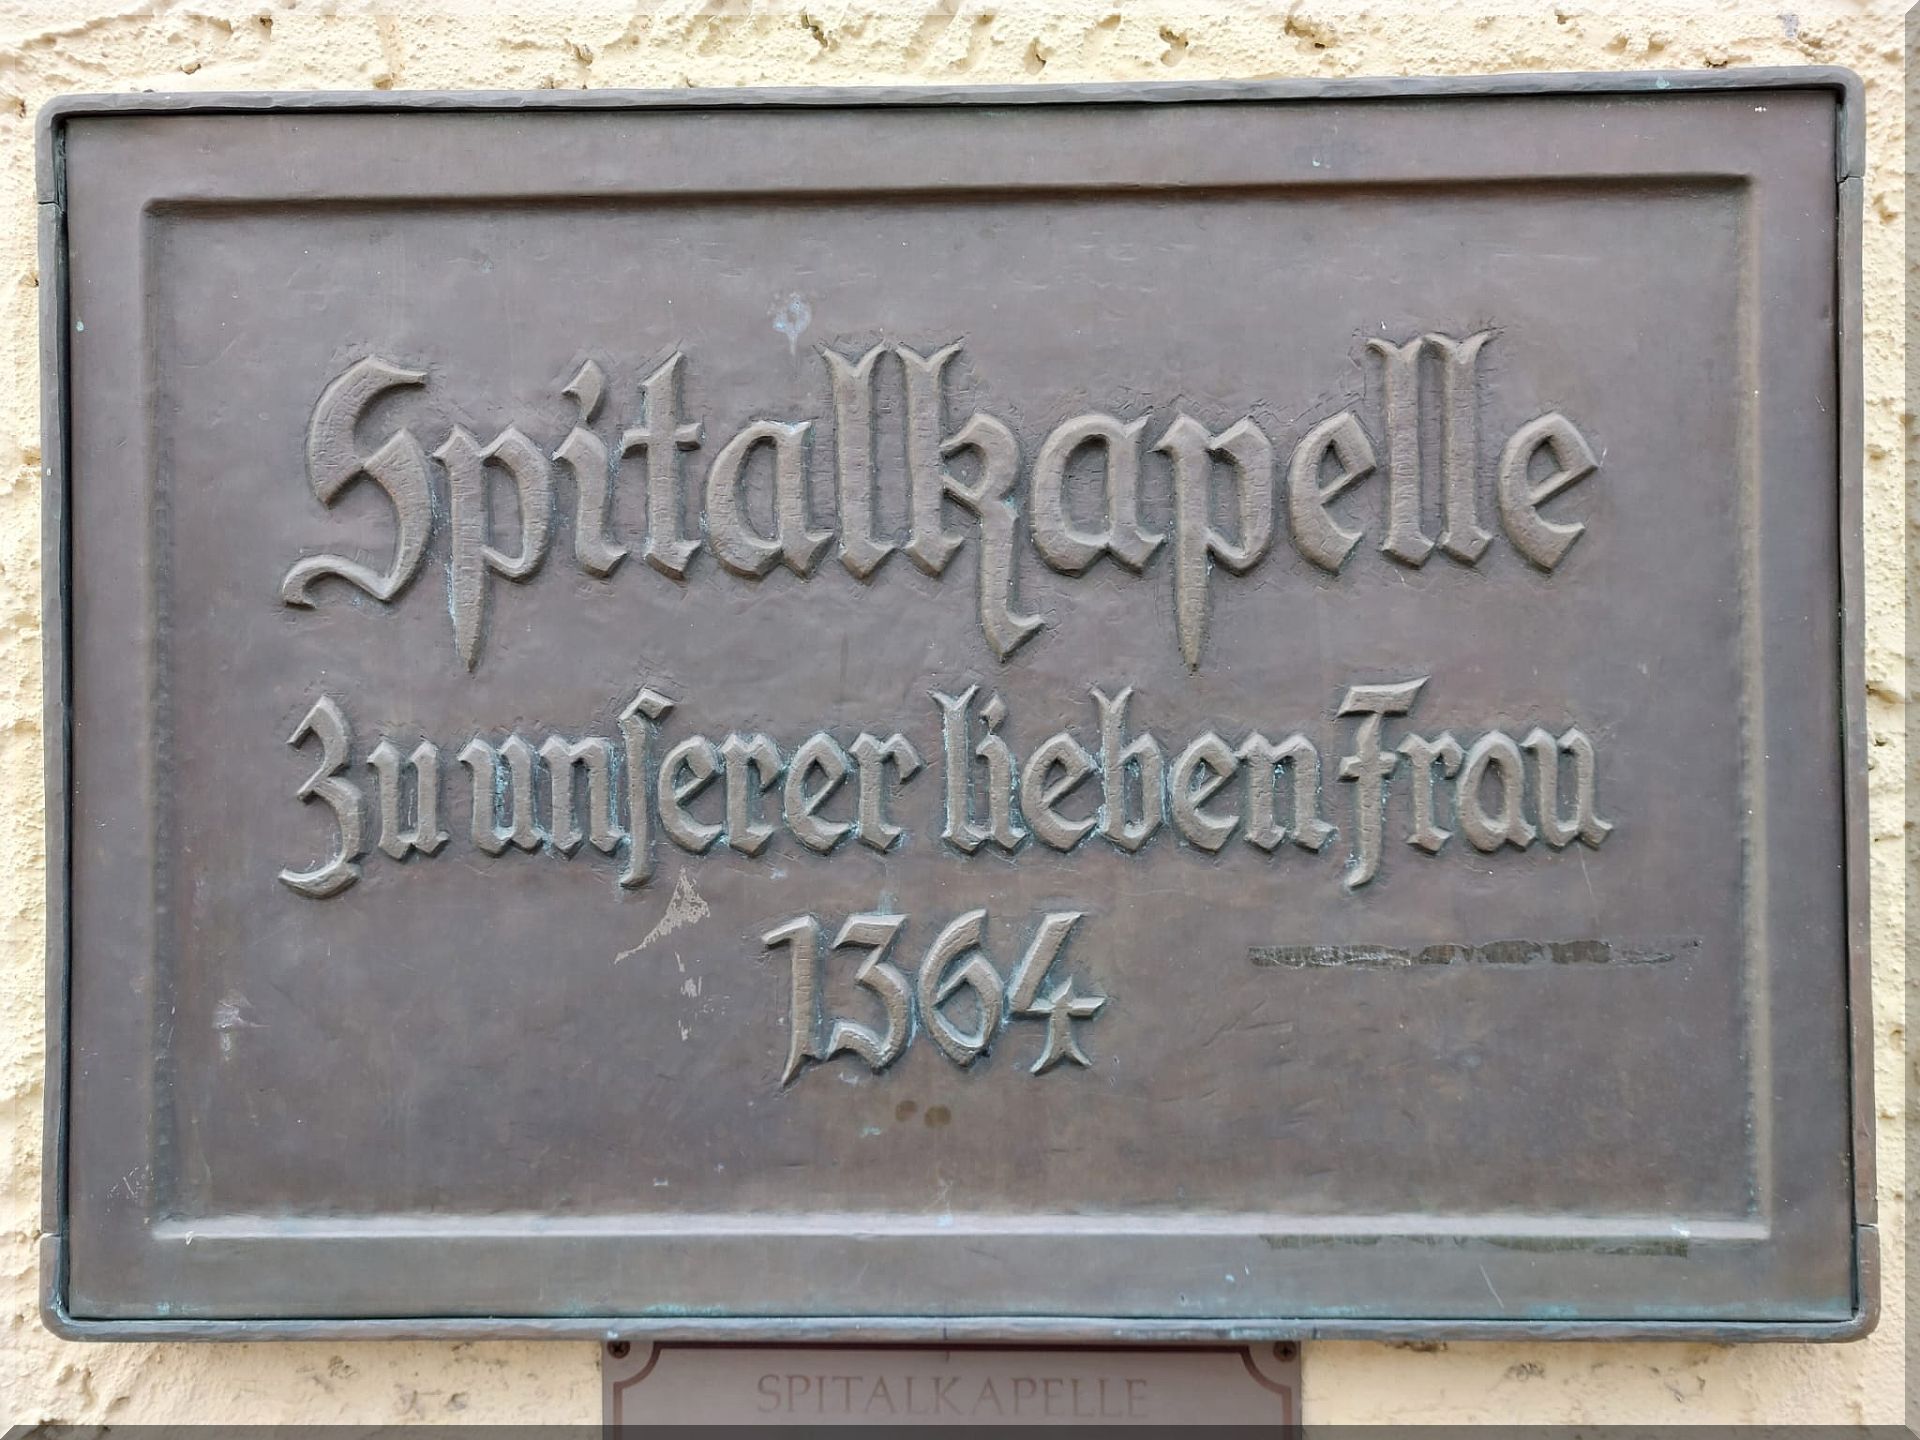 Spitalkapelle
Zu unſerer lieben Frau
1364
SPITALKAPELLE